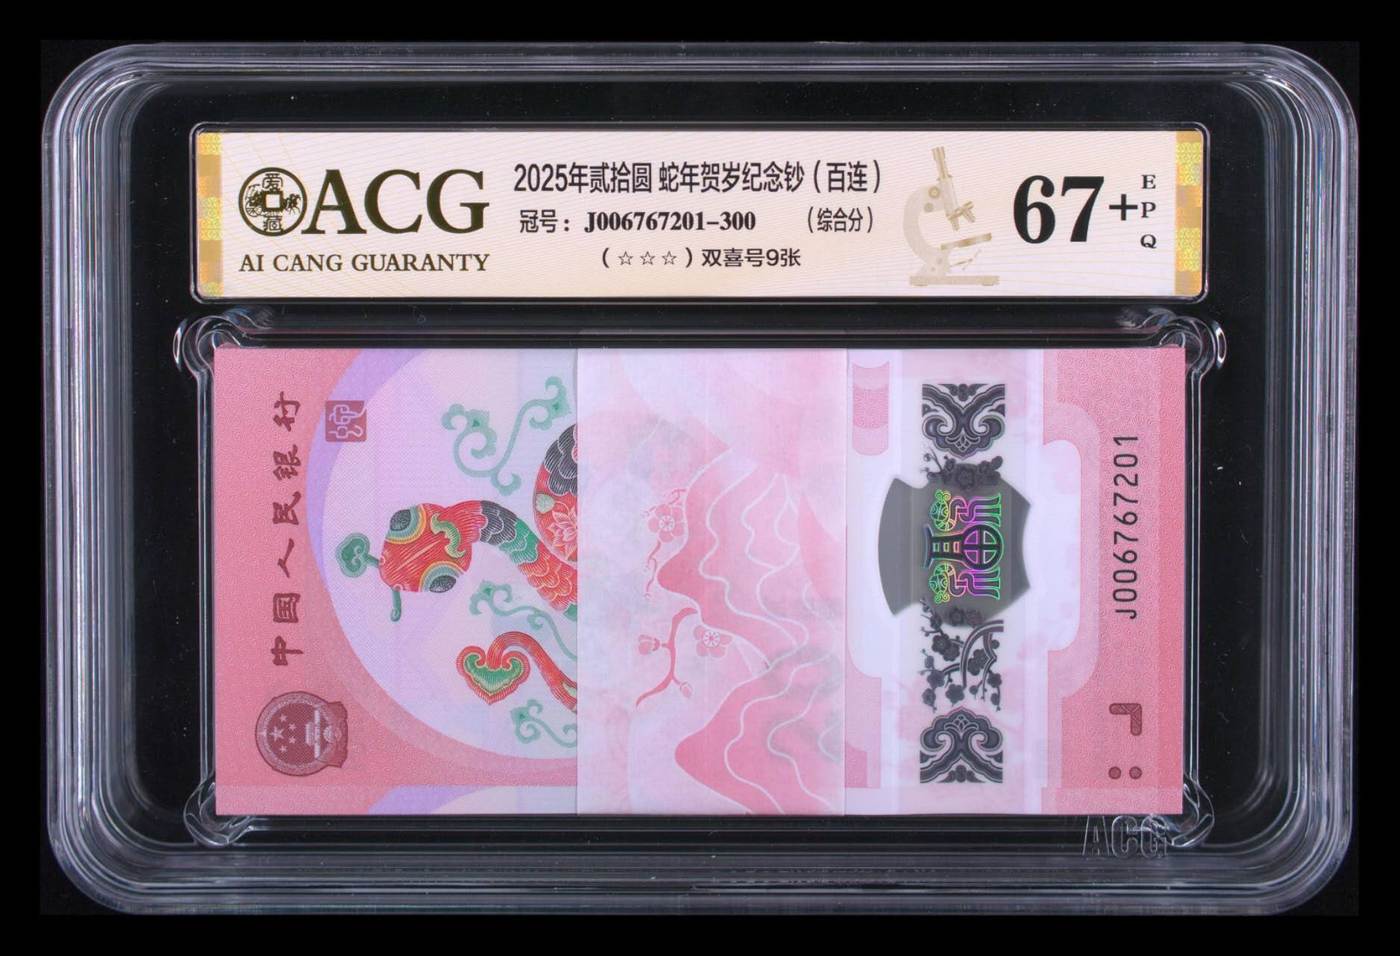 ACG
AI CANG GUARANTY
2025年贰拾圆 蛇年贺岁纪念钞（百连）
冠号：J006767201-300 （综合分）
（☆☆☆）双喜号9张
67+
EPQ
中国人民银行
J006767201
ACG